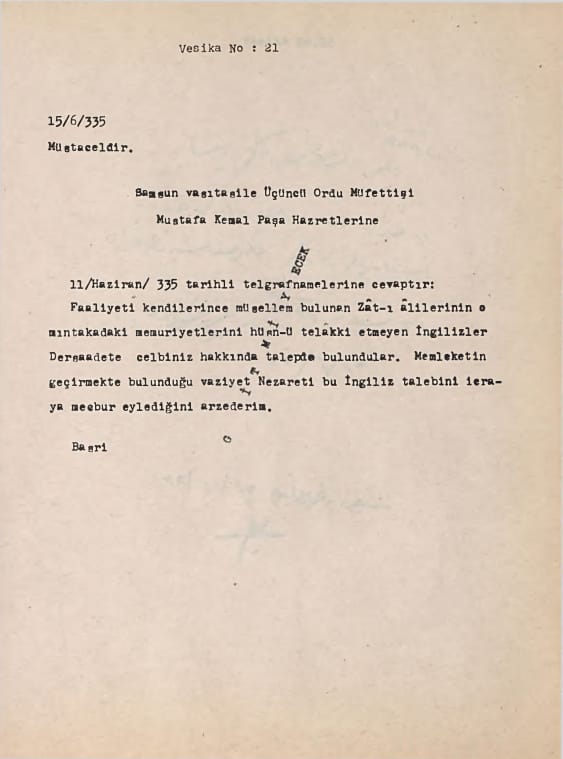 Vesika No : 21
15/6/335
Müstaceldir.
Samsun vasıtasile Üçüncü Ordu Müfettişi
Mustafa Kemal Paşa Hazretlerine
11/Haziran/ 335 tarihli telgrafnamelerine cevaptır:
Faaliyeti kendilerince müsellem bulunan Zât-ı âlilerinin o
mıntakadaki memuriyetlerini hüsn-ü telâkki etmeyen İngilizler
Dersaadete celbiniz hakkında talepde bulundular. Memleketin
geçirmekte bulunduğu vaziyet Nezareti bu İngiliz talebini icra-
ya mecbur eylediğini arzederim.
Basri
ECEK